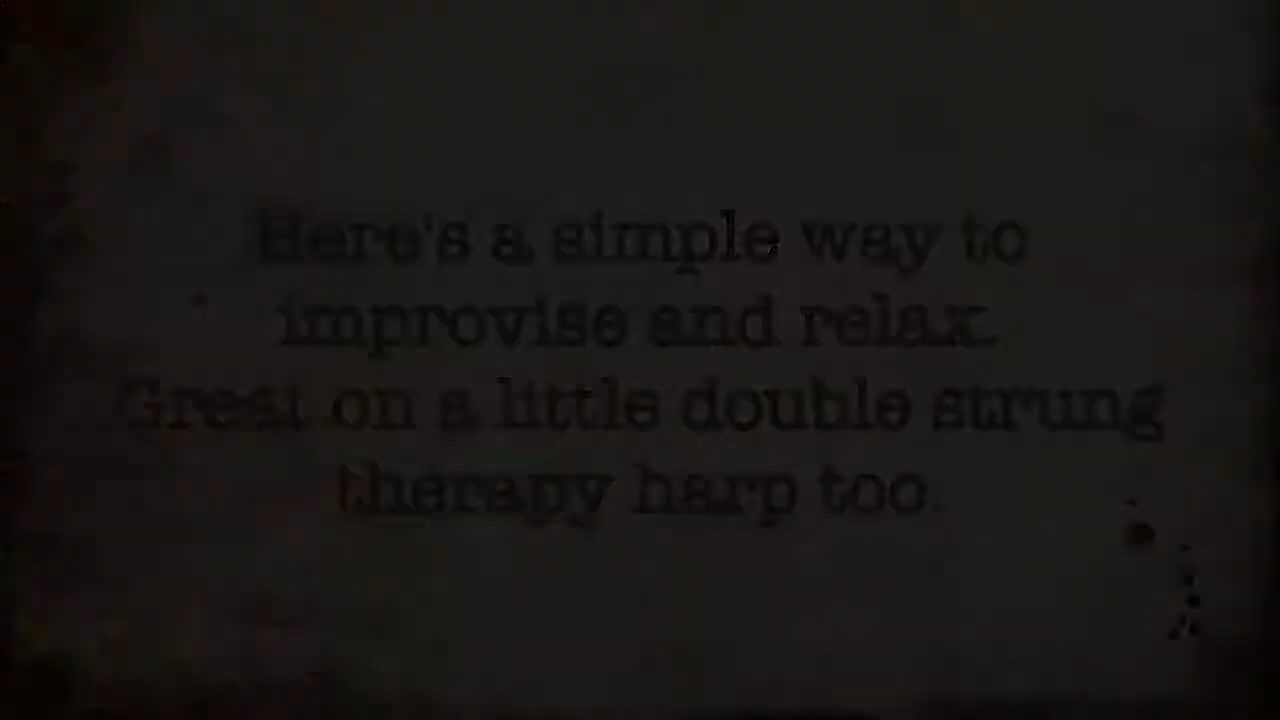 Here's a simple way to
improvise and relax.
Great on a little double strung
therapy harp too.